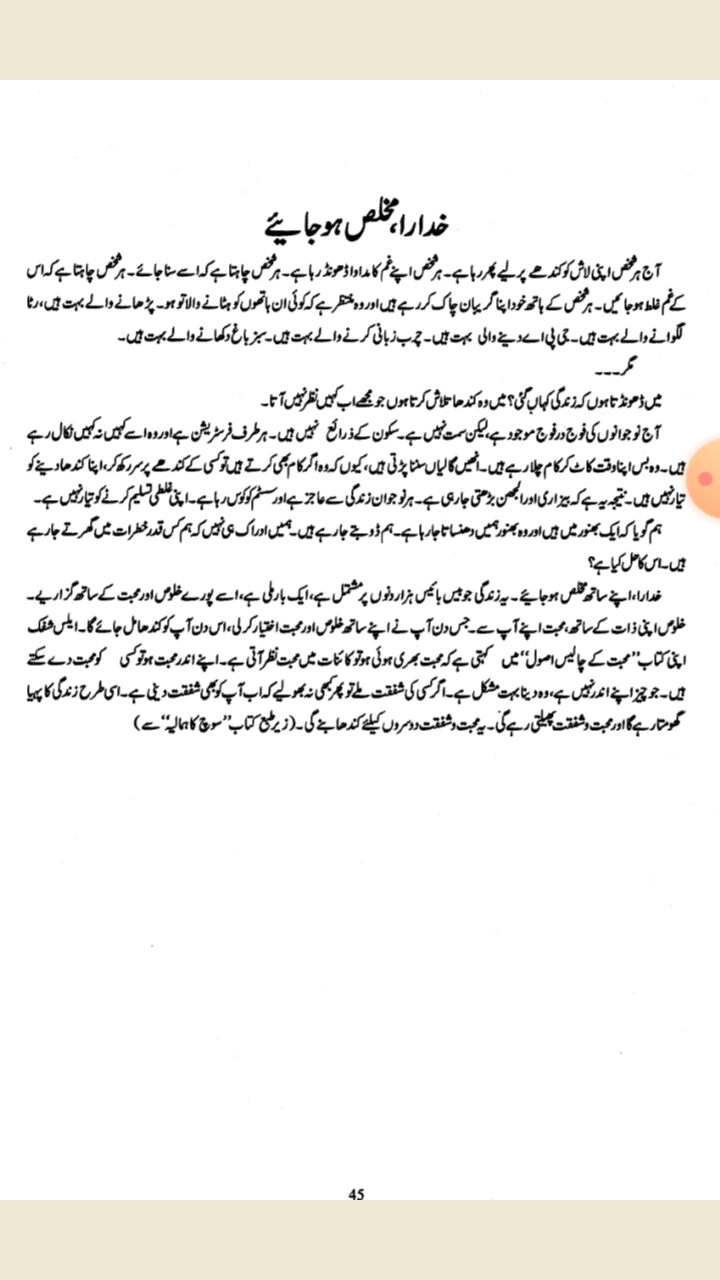 خدارا، مخلص ہو جائیے
آج ہر شخص اپنی لاش کو کندھے پر لیے پھر رہا ہے۔ ہر شخص اپنے غم کا مداوا ڈھونڈ رہا ہے۔ ہر شخص چاہتا ہے کہ اسے سنا جائے۔ ہر شخص چاہتا ہے کہ اس
کے غم غلط ہو جائیں۔ ہر شخص کے ہاتھ خود اپنا گریبان چاک کر رہے ہیں اور وہ منتظر ہے کہ کوئی ان ہاتھوں کو ہٹانے والا تو ہو۔ پڑھانے والے بہت ہیں، رٹا
لگوانے والے بہت ہیں۔ جی پی اے دینے والی بہت ہیں۔ چرب زبانی کرنے والے بہت ہیں۔ سبز باغ دکھانے والے بہت ہیں۔
مگر۔۔۔
میں ڈھونڈتا ہوں کہ زندگی کہاں گئی؟ میں وہ کندھا تلاش کرتا ہوں جو مجھے اب کہیں نظر نہیں آتا۔
آج نوجوانوں کی فوج در فوج موجود ہے، لیکن سمت نہیں ہے۔ سکون کے ذرائع نہیں ہیں۔ ہر طرف فرسٹریشن ہے اور وہ اسے کہیں نہ کہیں نکال رہے
ہیں۔ وہ بس اپنا وقت کاٹ کر کام چلا رہے ہیں۔ انھیں گالیاں سننا پڑتی ہیں، کیوں کہ وہ اگر کام بھی کرتے ہیں تو کسی کے کندھے پر سر رکھ کر، اپنا کندھا دینے کو
تیار نہیں ہیں۔ نتیجہ یہ ہے کہ بیزاری اور الجھن بڑھتی جا رہی ہے۔ ہر نوجوان زندگی سے عاجز ہے اور سسٹم کو کوس رہا ہے۔ اپنی غلطی تسلیم کرنے کو تیار نہیں ہے۔
ہم گویا کہ ایک بھنور میں ہیں اور وہ بھنور ہمیں دھنساتا جا رہا ہے۔ ہم ڈوبتے جا رہے ہیں۔ ہمیں ادراک ہی نہیں کہ ہم کس قدر خطرات میں گھرتے جا رہے
ہیں۔ اس کا حل کیا ہے؟
خدارا، اپنے ساتھ مخلص ہو جائیے۔ یہ زندگی جو بیس بائیس ہزار دنوں پر مشتمل ہے، ایک بار ملی ہے، اسے پورے خلوص اور محبت کے ساتھ گزاریے۔
خلوص اپنی ذات کے ساتھ، محبت اپنے آپ سے۔ جس دن آپ نے اپنے ساتھ خلوص اور محبت اختیار کر لی، اس دن آپ کو کندھا مل جائے گا۔ ایلس شفک
اپنی کتاب ”محبت کے چالیس اصول“ میں کہتی ہے کہ محبت بھری ہوئی ہو تو کائنات میں محبت نظر آتی ہے۔ اپنے اندر محبت ہو تو کسی کو محبت دے سکتے
ہیں۔ جو چیز اپنے اندر نہیں ہے، وہ دینا بہت مشکل ہے۔ اگر کسی کی شفقت ملے تو پھر کبھی نہ بھولیے کہ اب آپ کو بھی شفقت دینی ہے۔ اسی طرح زندگی کا پہیا
گھومتا رہے گا اور محبت و شفقت پھیلتی رہے گی۔ یہ محبت و شفقت دوسروں کیلئے کندھا بنے گی۔ (زیر طبع کتاب ”سوچ کا ہمالیہ“ سے)
45